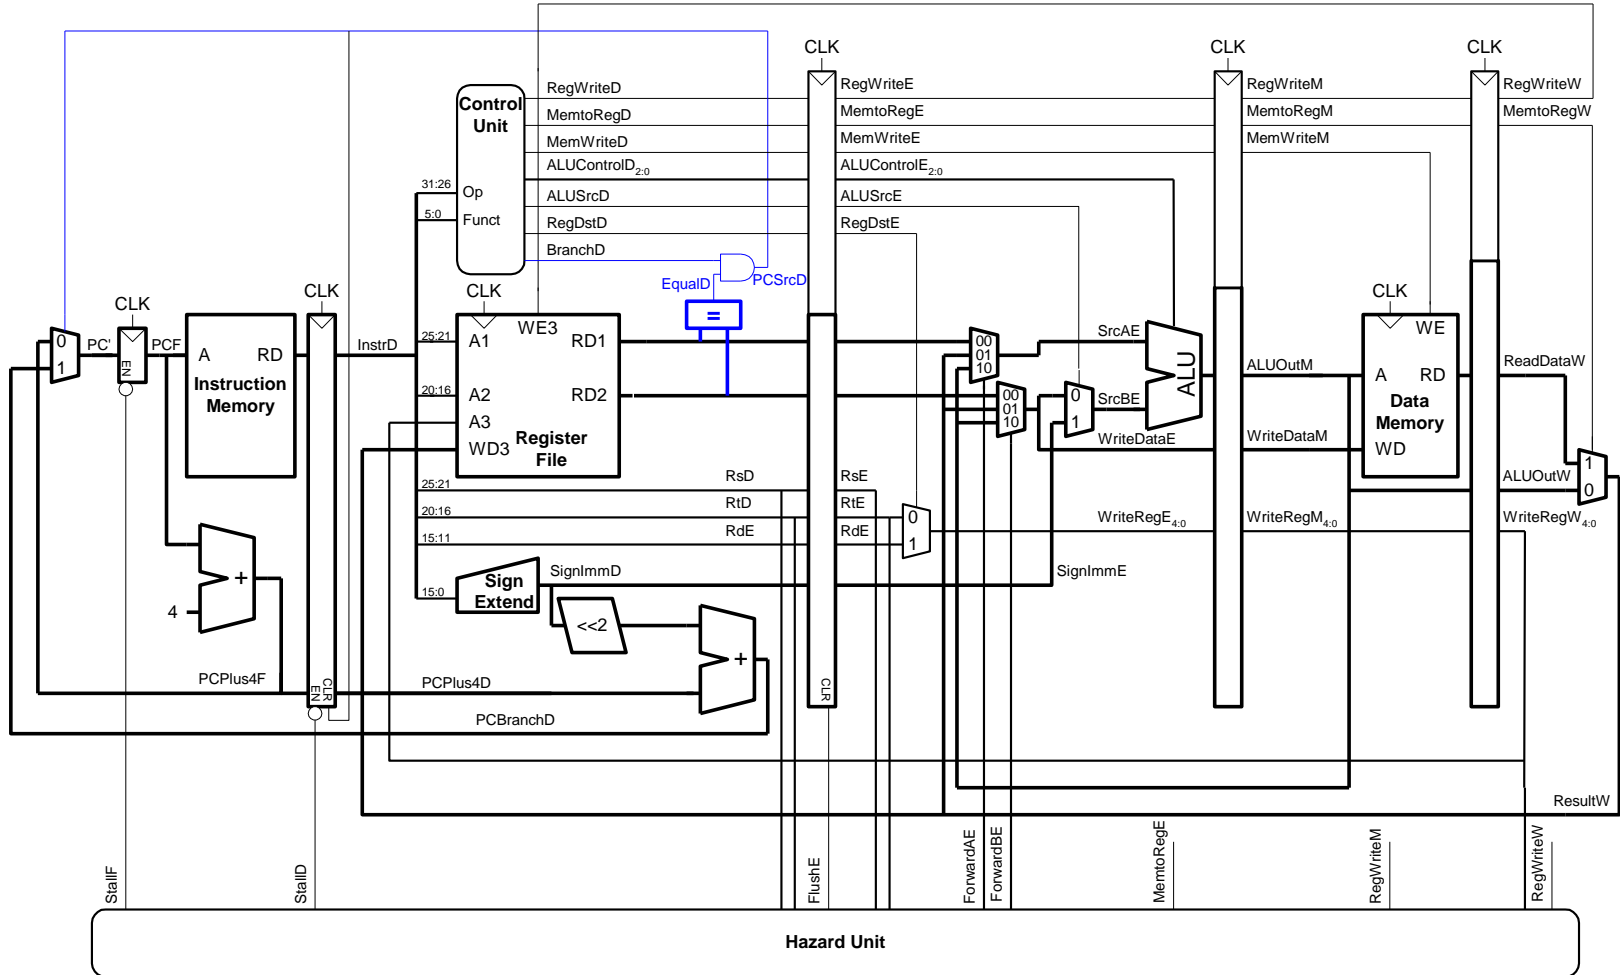 CLK
CLK
CLK
RegWriteD
RegWriteE
RegWriteM
RegWriteW
Control
Unit
MemtoRegD
MemtoRegE
MemtoRegM
MemtoRegW
MemWriteD
MemWriteE
MemWriteM
ALUControlD2:0
ALUControlE2:0
31:26
Op
ALUSrcD
ALUSrcE
5:0
Funct
RegDstD
RegDstE
BranchD
EqualD
PCSrcD
CLK
CLK
CLK
CLK
=
WE3
WE
0
1
PC'
EN
PCF
A
RD
Instruction
Memory
InstrD
25:21
A1
RD1
00
01
10
SrcAE
ALU
ALUOutM
A
RD
Data
Memory
WD
ReadDataW
20:16
A2
RD2
00
01
10
0
1
SrcBE
A3
WD3
Register
File
WriteDataE
WriteDataM
1
0
ALUOutW
25:21
RsD
RsE
20:16
RtD
RtE
0
1
15:11
RdE
RdE
WriteRegE4:0
WriteRegM4:0
WriteRegW4:0
+
4
15:0
Sign
Extend
SignImmD
SignImmE
<<2
+
PCPlus4F
EN
CLR
PCPlus4D
CLR
PCBranchD
ResultW
StallF
StallD
FlushE
ForwardAE
ForwardBE
MemtoRegE
RegWriteM
RegWriteW
Hazard Unit